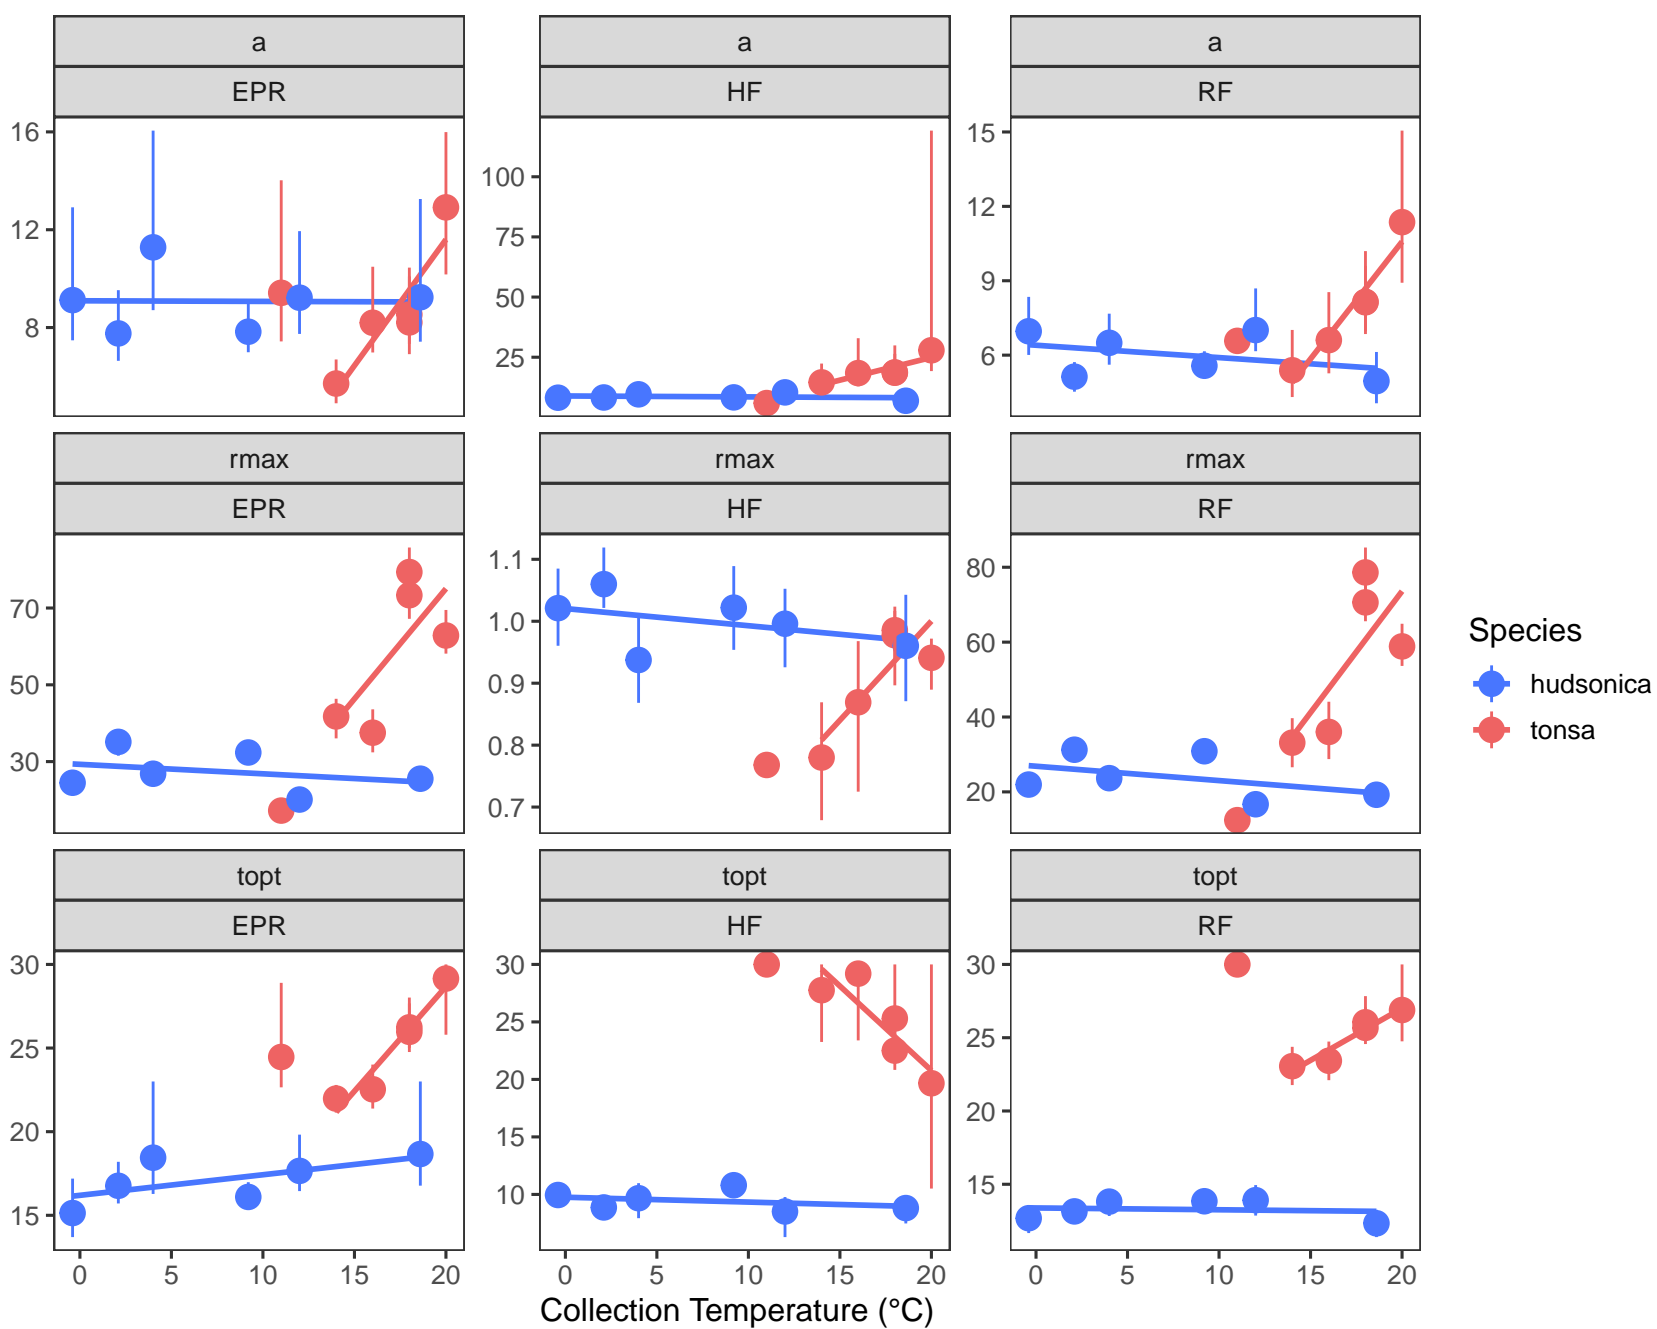 a
a
a
EPR
HF
RF
16
12
8
100
75
50
25
15
12
9
6
rmax
rmax
rmax
EPR
HF
RF
70
50
30
1.1
1.0
0.9
0.8
0.7
80
60
40
20
Species
hudsonica
tonsa
topt
topt
topt
EPR
HF
RF
30
25
20
15
30
25
20
15
10
30
25
20
15
0 5 10 15 20
0 5 10 15 20
0 5 10 15 20
Collection Temperature (°C)